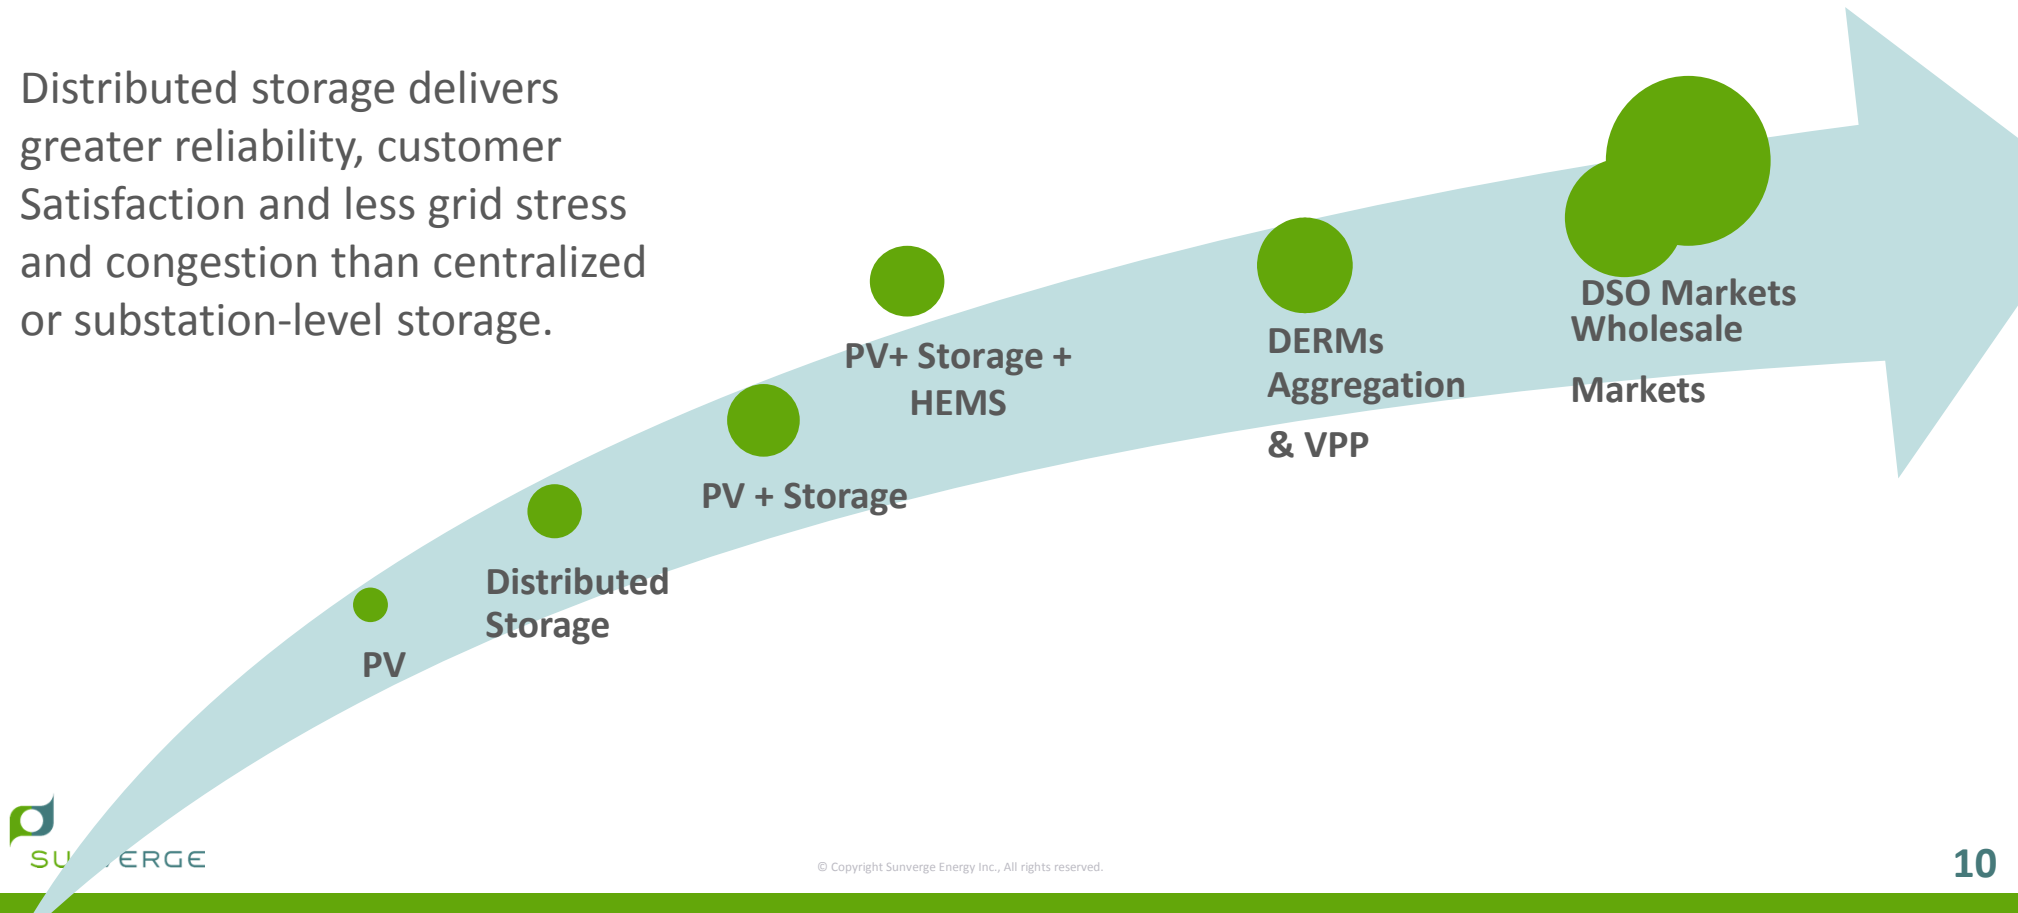 Distributed storage delivers
greater reliability, customer
Satisfaction and less grid stress
and congestion than centralized
or substation-level storage.
PV
Distributed
Storage
PV + Storage
PV+ Storage +
HEMS
DERMs
Aggregation
& VPP
DSO Markets
Wholesale
Markets
© Copyright Sunverge Energy Inc., All rights reserved.
10